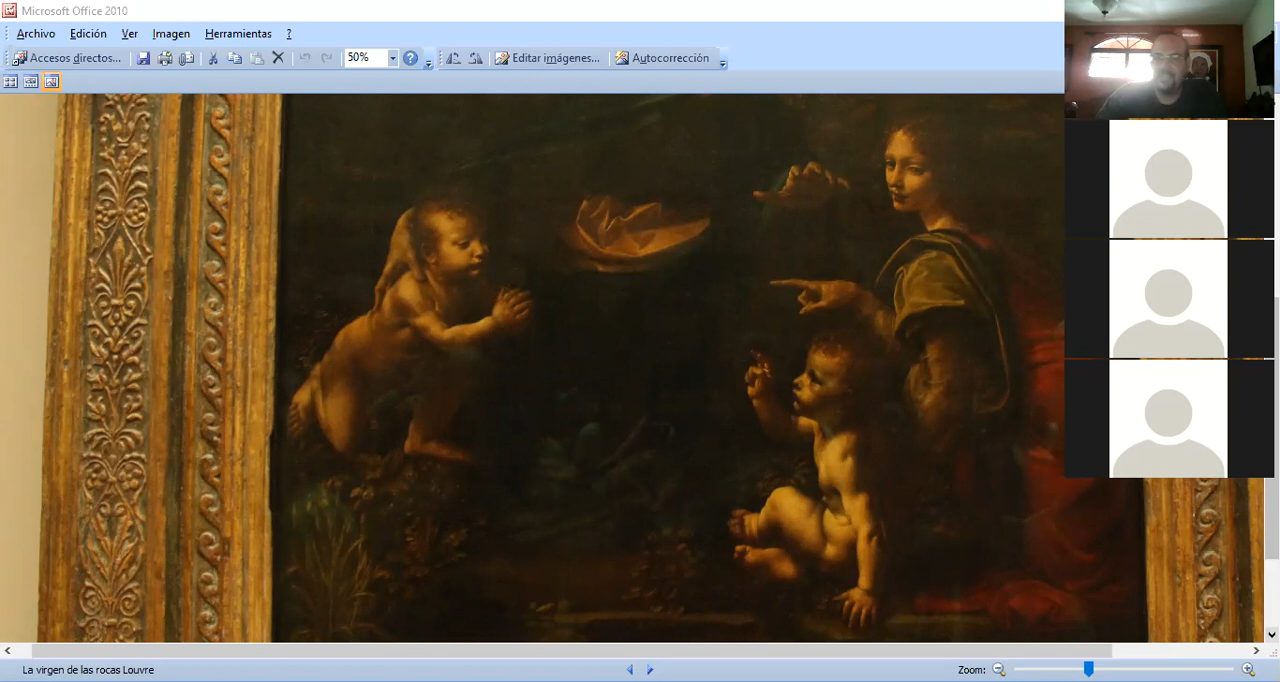 Microsoft Office 2010
Archivo Edición Ver Imagen Herramientas ?
Accesos directos... 50% Editar imágenes... Autocorrección
La virgen de las rocas Louvre Zoom: